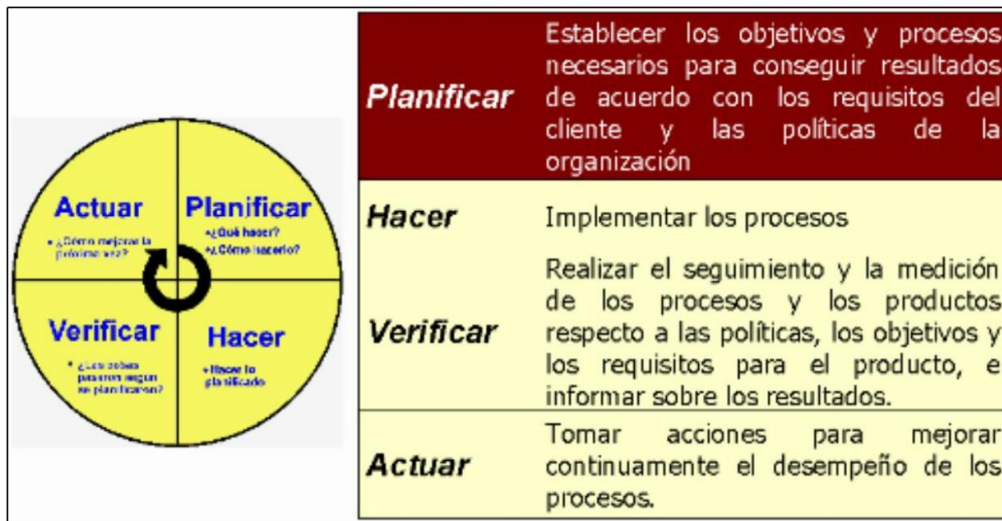 Actuar
• ¿Cómo mejorar la
próxima vez?
Planificar
•¿Qué hacer?
•¿Cómo hacerlo?
Verificar
• ¿Las cosas
pasaron según
se planificaron?
Hacer
• Hacer lo
planificado
Planificar
Establecer los objetivos y procesos
necesarios para conseguir resultados
de acuerdo con los requisitos del
cliente y las políticas de la
organización
Hacer
Implementar los procesos
Verificar
Realizar el seguimiento y la medición
de los procesos y los productos
respecto a las políticas, los objetivos y
los requisitos para el producto, e
informar sobre los resultados.
Actuar
Tomar acciones para mejorar
continuamente el desempeño de los
procesos.